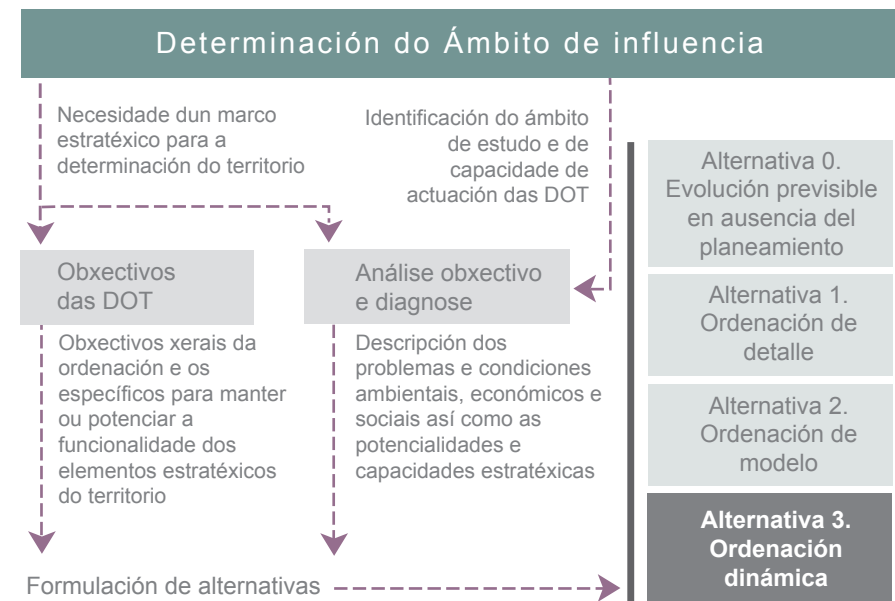 Determinación do Ámbito de influencia
Necesidade dun marco
estratéxico para a
determinación do territorio
Identificación do ámbito
de estudo e de
capacidade de
actuación das DOT
Obxectivos
das DOT
Análise obxectivo
e diagnose
Obxectivos xerais da
ordenación e os
específicos para manter
ou potenciar a
funcionalidade dos
elementos estratéxicos
do territorio
Descripción dos
problemas e condiciones
ambientais, económicos e
sociais así como as
potencialidades e
capacidades estratéxicas
Formulación de alternativas
Alternativa 0.
Evolución previsible
en ausencia del
planeamiento
Alternativa 1.
Ordenación de
detalle
Alternativa 2.
Ordenación de
modelo
Alternativa 3.
Ordenación
dinámica